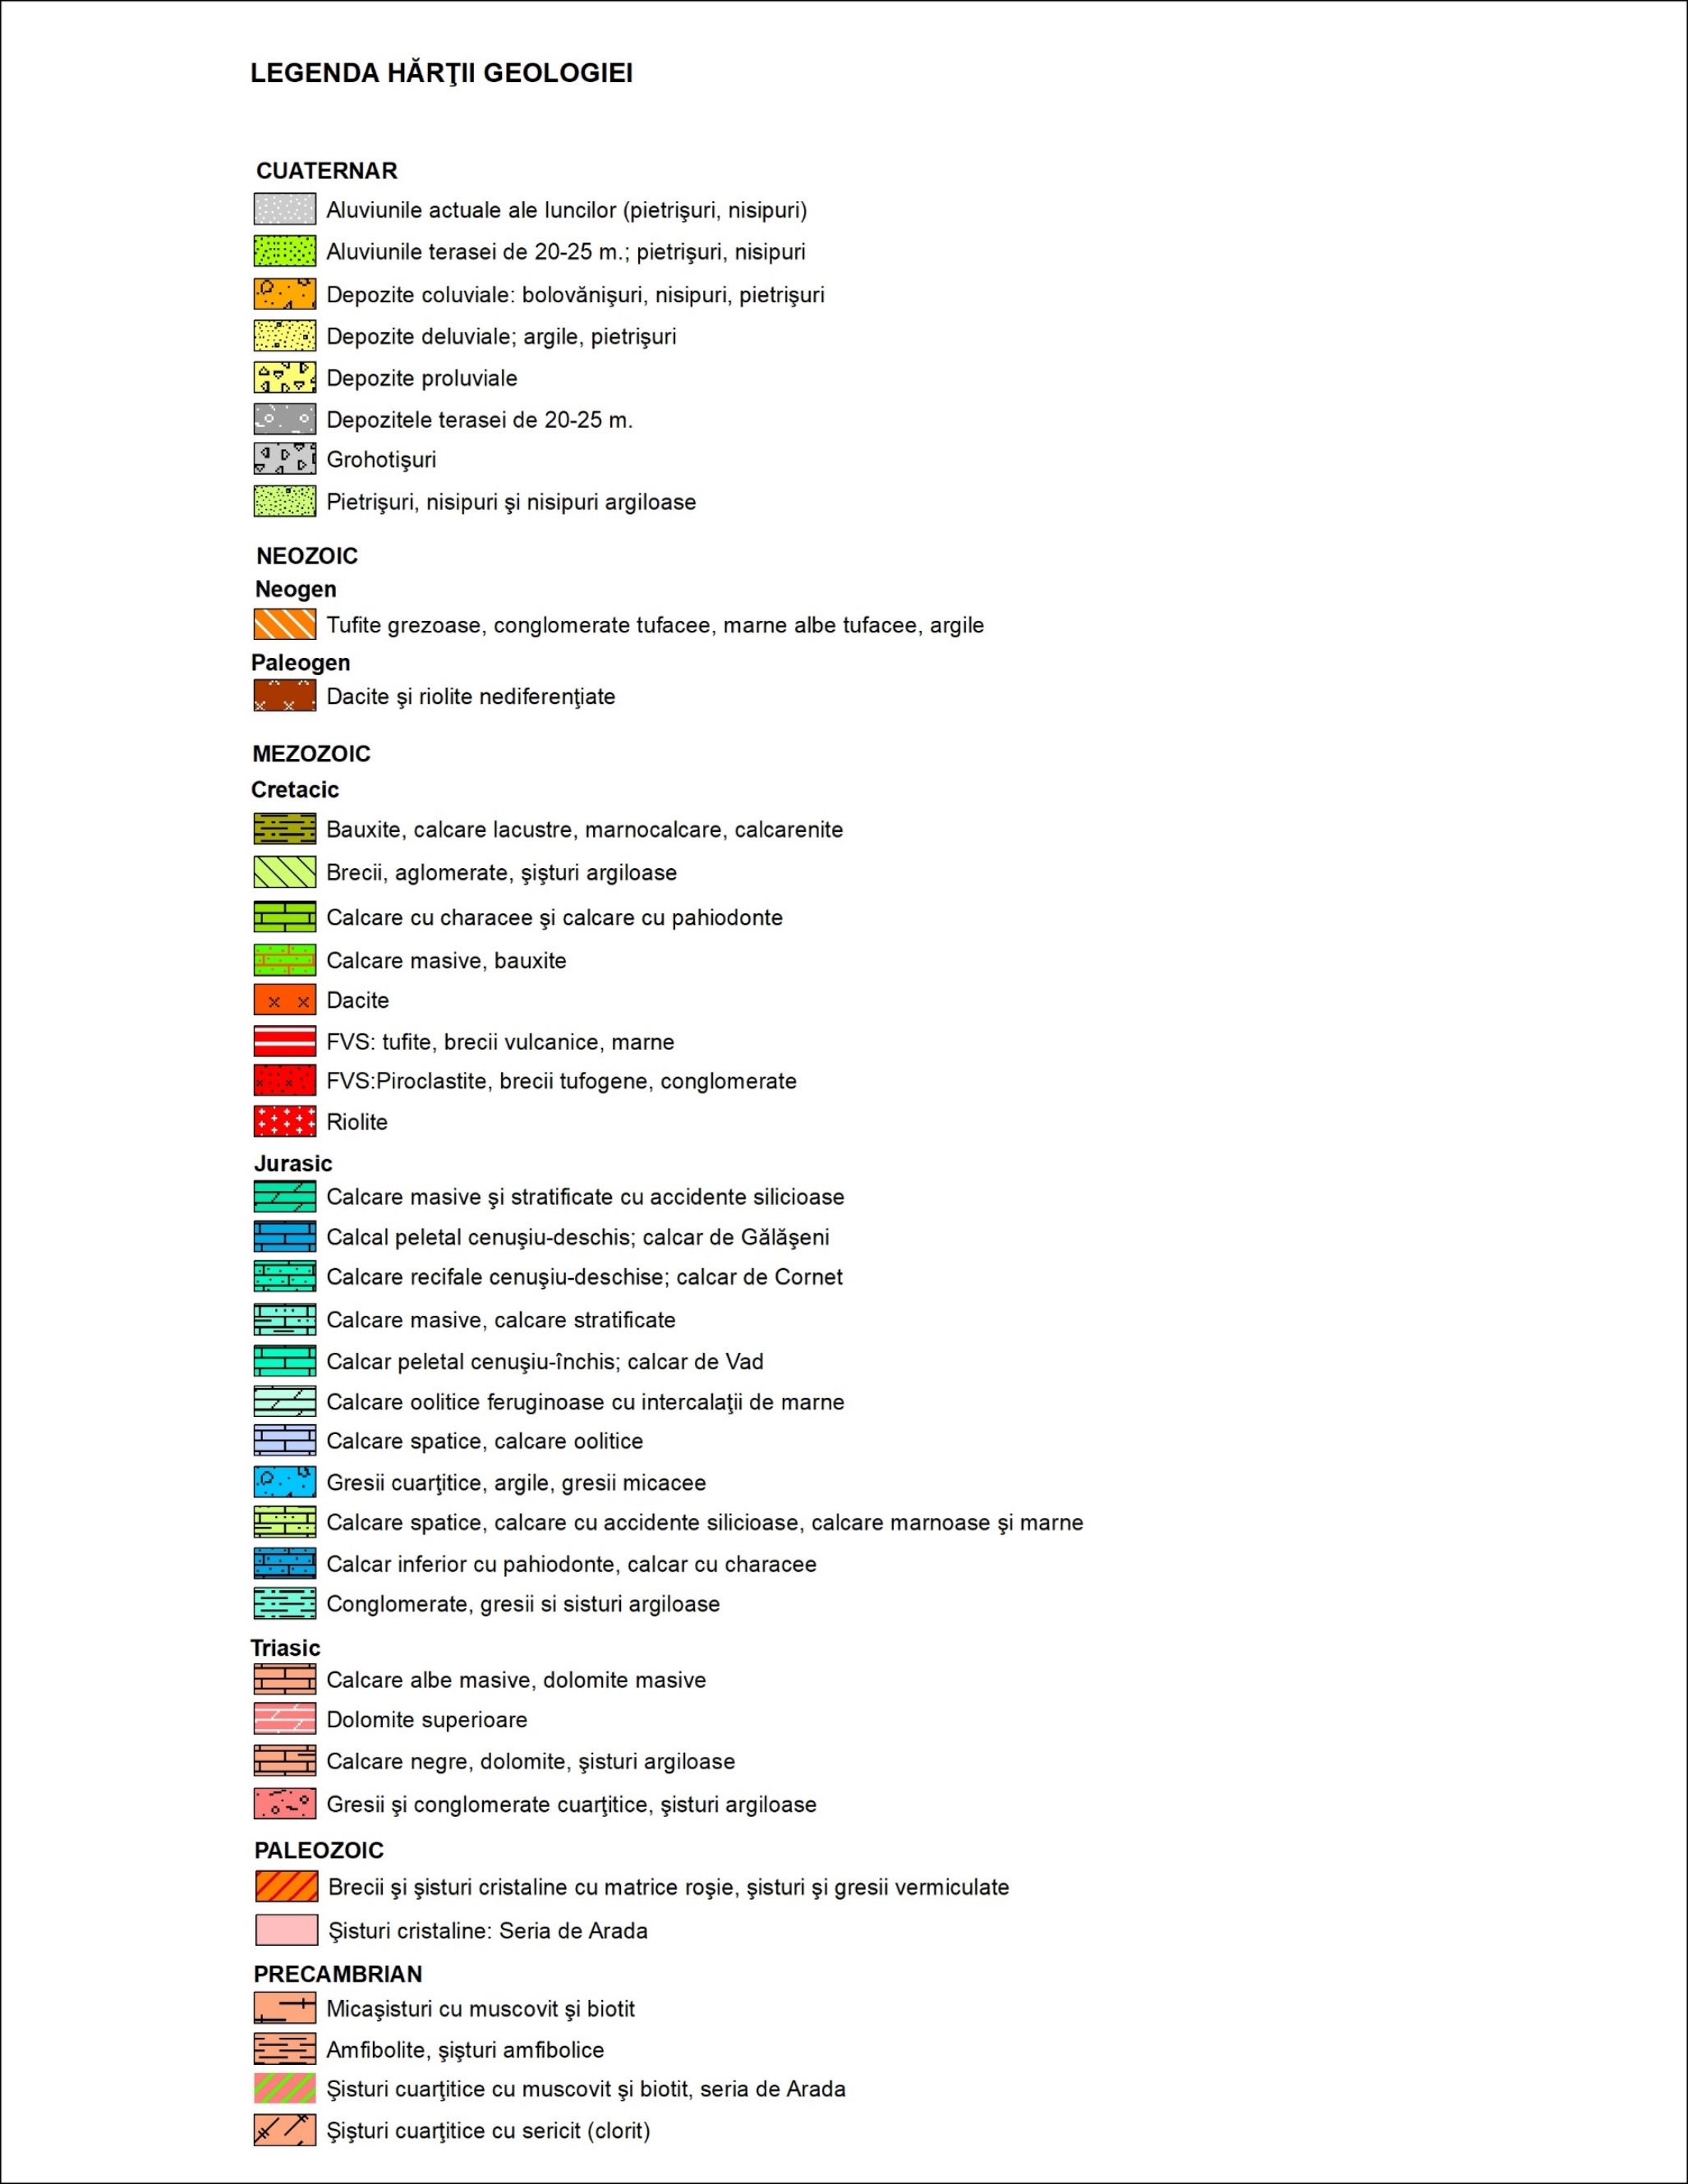 LEGENDA HĂRŢII GEOLOGIEI
CUATERNAR
Aluviunile actuale ale luncilor (pietrişuri, nisipuri)
Aluviunile terasei de 20-25 m.; pietrişuri, nisipuri
Depozite coluviale: bolovănişuri, nisipuri, pietrişuri
Depozite deluviale; argile, pietrişuri
Depozite proluviale
Depozitele terasei de 20-25 m.
Grohotişuri
Pietrişuri, nisipuri şi nisipuri argiloase
NEOZOIC
Neogen
Tufite grezoase, conglomerate tufacee, marne albe tufacee, argile
Paleogen
Dacite şi riolite nediferenţiate
MEZOZOIC
Cretacic
Bauxite, calcare lacustre, marnocalcare, calcarenite
Brecii, aglomerate, şişturi argiloase
Calcare cu characee şi calcare cu pahiodonte
Calcare masive, bauxite
Dacite
FVS: tufite, brecii vulcanice, marne
FVS:Piroclastite, brecii tufogene, conglomerate
Riolite
Jurasic
Calcare masive şi stratificate cu accidente silicioase
Calcal peletal cenuşiu-deschis; calcar de Gălăşeni
Calcare recifale cenuşiu-deschise; calcar de Cornet
Calcare masive, calcare stratificate
Calcar peletal cenuşiu-închis; calcar de Vad
Calcare oolitice feruginoase cu intercalaţii de marne
Calcare spatice, calcare oolitice
Gresii cuarţitice, argile, gresii micacee
Calcare spatice, calcare cu accidente silicioase, calcare marnoase şi marne
Calcar inferior cu pahiodonte, calcar cu characee
Conglomerate, gresii si sisturi argiloase
Triasic
Calcare albe masive, dolomite masive
Dolomite superioare
Calcare negre, dolomite, şisturi argiloase
Gresii şi conglomerate cuarţitice, şisturi argiloase
PALEOZOIC
Brecii şi şisturi cristaline cu matrice roşie, şisturi şi gresii vermiculate
Şisturi cristaline: Seria de Arada
PRECAMBRIAN
Micaşisturi cu muscovit şi biotit
Amfibolite, şişturi amfibolice
Şisturi cuarţitice cu muscovit şi biotit, seria de Arada
Şişturi cuarţitice cu sericit (clorit)